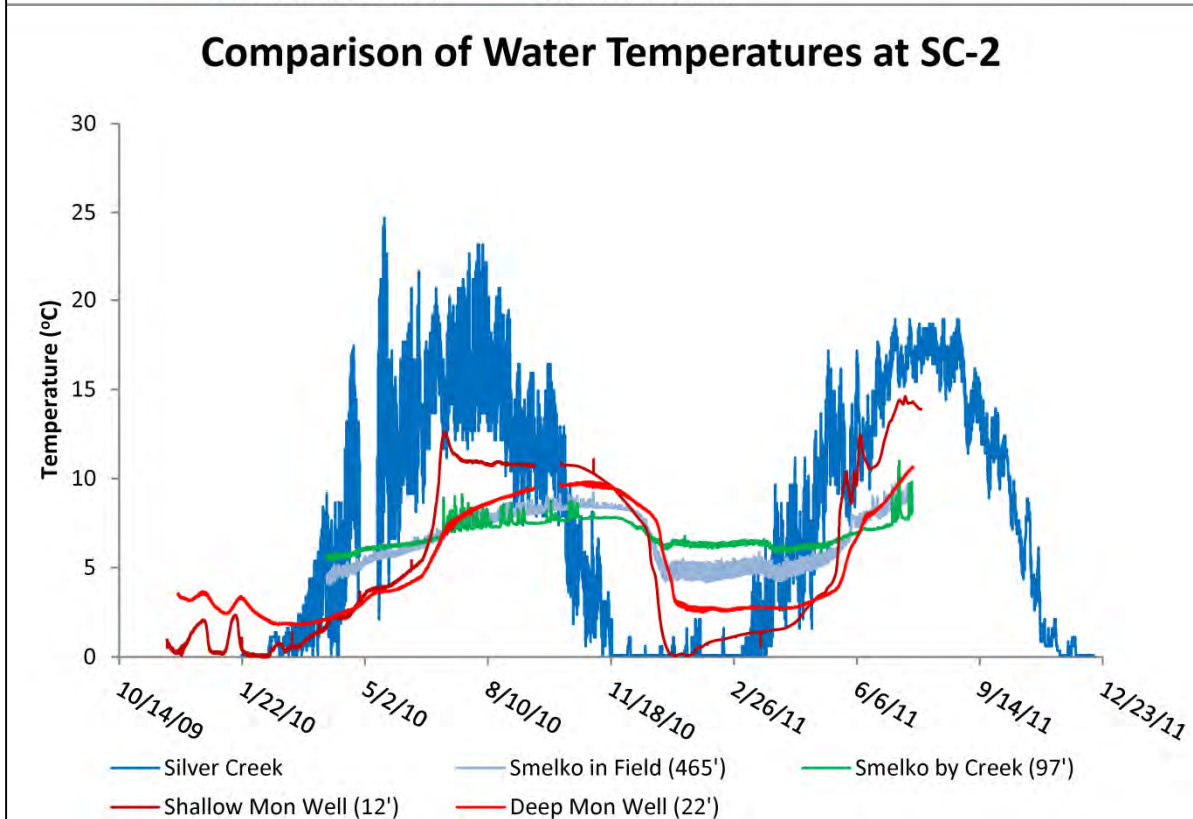 Comparison of Water Temperatures at SC-2
30
25
20
15
10
5
0
Temperature (ºC)
10/14/09 1/22/10 5/2/10 8/10/10 11/18/10 2/26/11 6/6/11 9/14/11 12/23/11
Silver Creek Smelko in Field (465') Smelko by Creek (97')
Shallow Mon Well (12') Deep Mon Well (22')